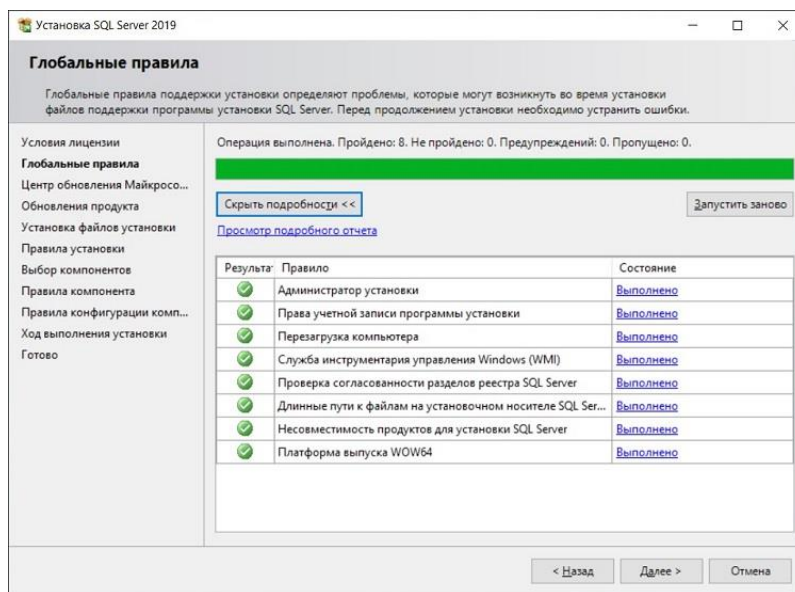 Установка SQL Server 2019
Глобальные правила
Глобальные правила поддержки установки определяют проблемы, которые могут возникнуть во время установки
файлов поддержки программы установки SQL Server. Перед продолжением установки необходимо устранить ошибки.
Условия лицензии
Глобальные правила
Центр обновления Майкросо...
Обновления продукта
Установка файлов установки
Правила установки
Выбор компонентов
Правила компонента
Правила конфигурации комп...
Ход выполнения установки
Готово
Операция выполнена. Пройдено: 8. Не пройдено: 0. Предупреждений: 0. Пропущено: 0.
Скрыть подробности <<
Запустить заново
Просмотр подробного отчета
Результат Правило Состояние
Администратор установки Выполнено
Права учетной записи программы установки Выполнено
Перезагрузка компьютера Выполнено
Служба инструментария управления Windows (WMI) Выполнено
Проверка согласованности разделов реестра SQL Server Выполнено
Длинные пути к файлам на установочном носителе SQL Ser... Выполнено
Несовместимость продуктов для установки SQL Server Выполнено
Платформа выпуска WOW64 Выполнено
< Назад Далее > Отмена